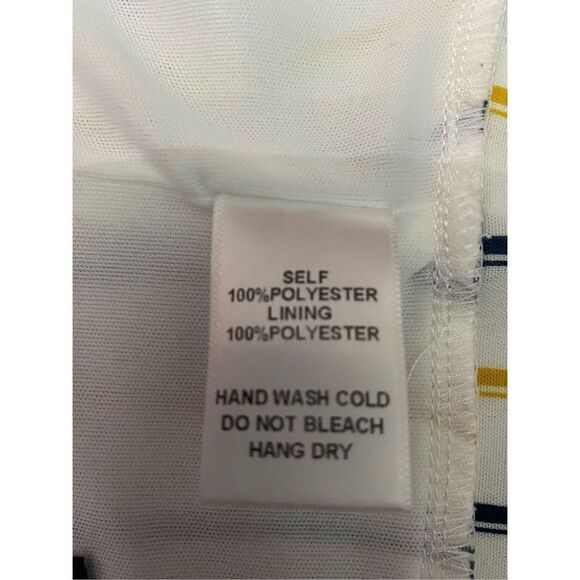 SELF
100%POLYESTER
LINING
100%POLYESTER
HAND WASH COLD
DO NOT BLEACH
HANG DRY